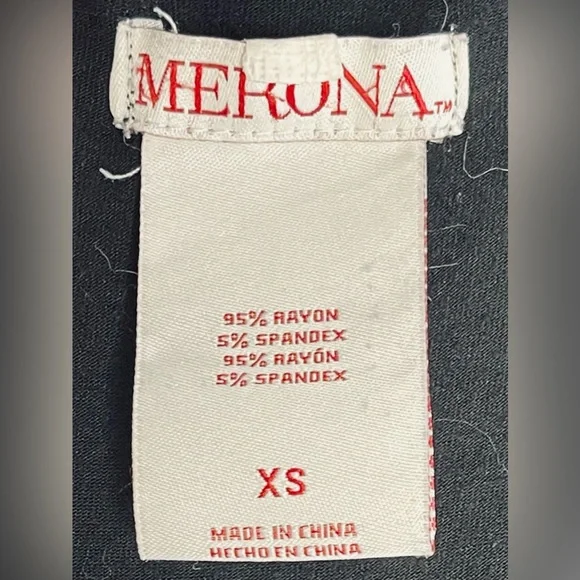 MERONA™
95% RAYON
5% SPANDEX
95% RAYÓN
5% SPANDEX
XS
MADE IN CHINA
HECHO EN CHINA